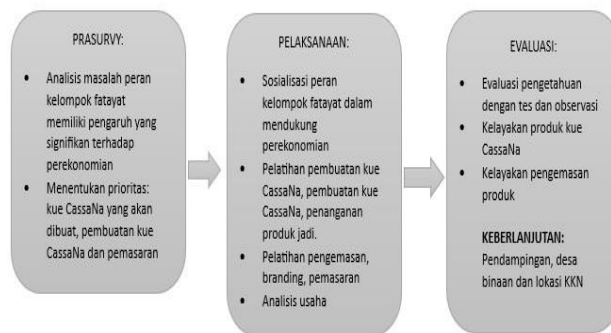 PRASURVY:
• Analisis masalah peran
kelompok fatayat
memiliki pengaruh yang
signifikan terhadap
perekonomian
• Menentukan prioritas:
kue CassaNa yang akan
dibuat, pembuatan kue
CassaNa dan pemasaran
PELAKSANAAN:
• Sosialisasi peran
kelompok fatayat dalam
mendukung
perekonomian
• Pelatihan pembuatan kue
CassaNa, pembuatan kue
CassaNa, penanganan
produk jadi.
• Pelatihan pengemasan,
branding, pemasaran
• Analisis usaha
EVALUASI:
• Evaluasi pengetahuan
dengan tes dan observasi
• Kelayakan produk kue
CassaNa
• Kelayakan pengemasan
produk
KEBERLANJUTAN:
Pendampingan, desa
binaan dan lokasi KKN